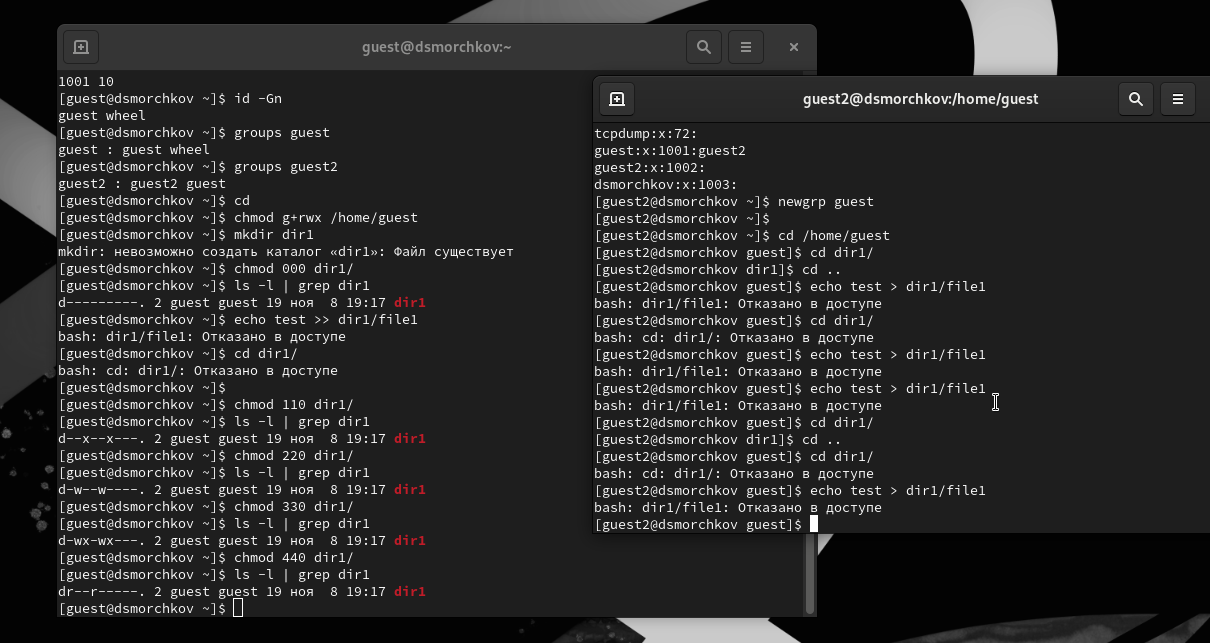 guest@dsmorchkov:~
1001 10
[guest@dsmorchkov ~]$ id -Gn
guest wheel
[guest@dsmorchkov ~]$ groups guest
guest : guest wheel
[guest@dsmorchkov ~]$ groups guest2
guest2 : guest2 guest
[guest@dsmorchkov ~]$ cd
[guest@dsmorchkov ~]$ chmod g+rwx /home/guest
[guest@dsmorchkov ~]$ mkdir dir1
mkdir: невозможно создать каталог «dir1»: Файл существует
[guest@dsmorchkov ~]$ chmod 000 dir1/
[guest@dsmorchkov ~]$ ls -l | grep dir1
d---------. 2 guest guest 19 ноя  8 19:17 dir1
[guest@dsmorchkov ~]$ echo test >> dir1/file1
bash: dir1/file1: Отказано в доступе
[guest@dsmorchkov ~]$ cd dir1/
bash: cd: dir1/: Отказано в доступе
[guest@dsmorchkov ~]$
[guest@dsmorchkov ~]$ chmod 110 dir1/
[guest@dsmorchkov ~]$ ls -l | grep dir1
d--x--x---. 2 guest guest 19 ноя  8 19:17 dir1
[guest@dsmorchkov ~]$ chmod 220 dir1/
[guest@dsmorchkov ~]$ ls -l | grep dir1
d-w--w----. 2 guest guest 19 ноя  8 19:17 dir1
[guest@dsmorchkov ~]$ chmod 330 dir1/
[guest@dsmorchkov ~]$ ls -l | grep dir1
d-wx-wx---. 2 guest guest 19 ноя  8 19:17 dir1
[guest@dsmorchkov ~]$ chmod 440 dir1/
[guest@dsmorchkov ~]$ ls -l | grep dir1
dr--r-----. 2 guest guest 19 ноя  8 19:17 dir1
[guest@dsmorchkov ~]$
guest2@dsmorchkov:/home/guest
tcpdump:x:72:
guest:x:1001:guest2
guest2:x:1002:
dsmorchkov:x:1003:
[guest2@dsmorchkov ~]$ newgrp guest
[guest2@dsmorchkov ~]$
[guest2@dsmorchkov ~]$ cd /home/guest
[guest2@dsmorchkov guest]$ cd dir1/
[guest2@dsmorchkov dir1]$ cd ..
[guest2@dsmorchkov guest]$ echo test > dir1/file1
bash: dir1/file1: Отказано в доступе
[guest2@dsmorchkov guest]$ cd dir1/
bash: cd: dir1/: Отказано в доступе
[guest2@dsmorchkov guest]$ echo test > dir1/file1
bash: dir1/file1: Отказано в доступе
[guest2@dsmorchkov guest]$ echo test > dir1/file1
bash: dir1/file1: Отказано в доступе
[guest2@dsmorchkov guest]$ cd dir1/
[guest2@dsmorchkov dir1]$ cd ..
[guest2@dsmorchkov guest]$ cd dir1/
bash: cd: dir1/: Отказано в доступе
[guest2@dsmorchkov guest]$ echo test > dir1/file1
bash: dir1/file1: Отказано в доступе
[guest2@dsmorchkov guest]$